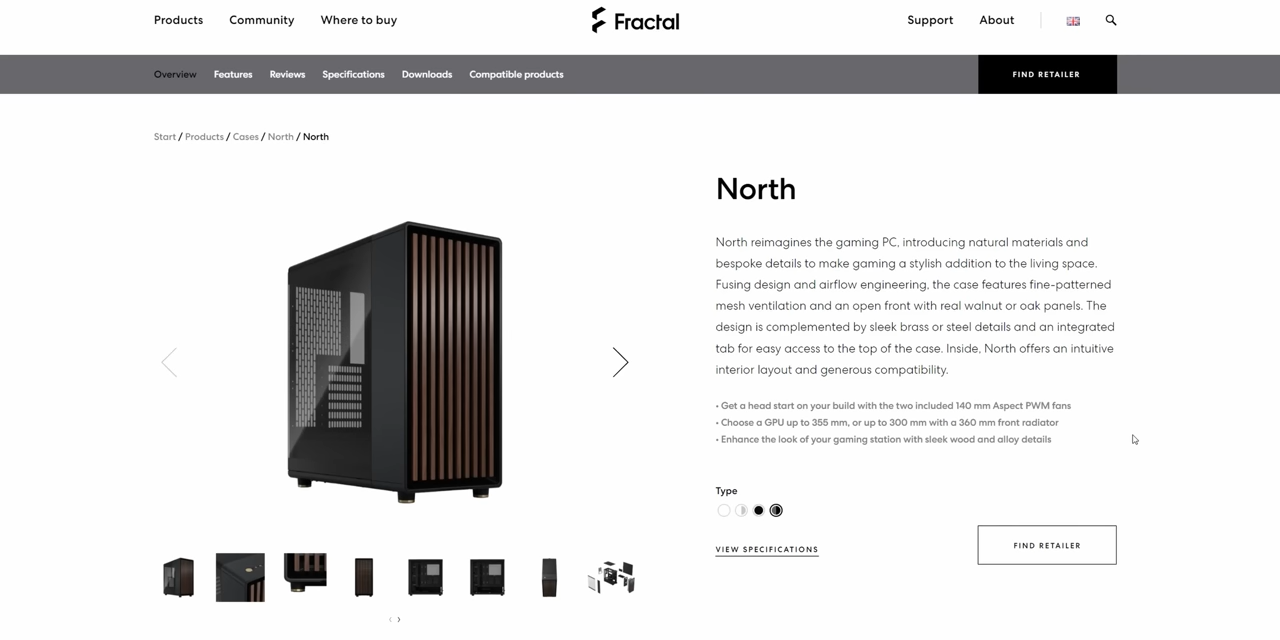 Products Community Where to buy Fractal Support About
Overview Features Reviews Specifications Downloads Compatible products FIND RETAILER
Start / Products / Cases / North / North
North
North reimagines the gaming PC, introducing natural materials and
bespoke details to make gaming a stylish addition to the living space.
Fusing design and airflow engineering, the case features fine-patterned
mesh ventilation and an open front with real walnut or oak panels. The
design is complemented by sleek brass or steel details and an integrated
tab for easy access to the top of the case. Inside, North offers an intuitive
interior layout and generous compatibility.
• Get a head start on your build with the two included 140 mm Aspect PWM fans
• Choose a GPU up to 355 mm, or up to 300 mm with a 360 mm front radiator
• Enhance the look of your gaming station with sleek wood and alloy details
Type
VIEW SPECIFICATIONS
FIND RETAILER